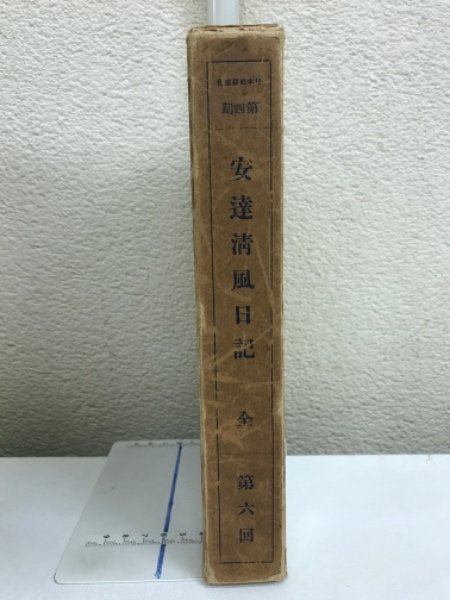 期四第
安達清風日記
全
第六回